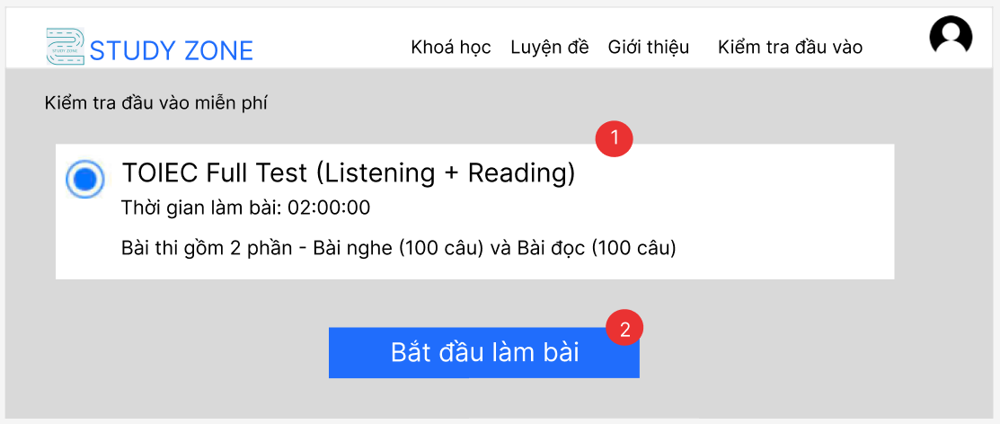 STUDY ZONE
STUDY ZONE Khoá học Luyện đề Giới thiệu Kiểm tra đầu vào
Kiểm tra đầu vào miễn phí
1
TOIEC Full Test (Listening + Reading)
Thời gian làm bài: 02:00:00
Bài thi gồm 2 phần - Bài nghe (100 câu) và Bài đọc (100 câu)
2
Bắt đầu làm bài